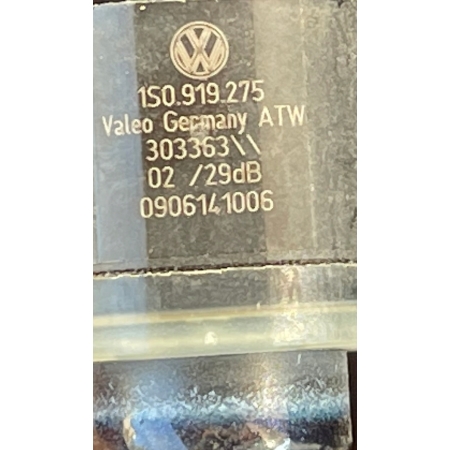 1S0.919.275
Valeo Germany ATW
303363\\
02 /29dB
0906141006